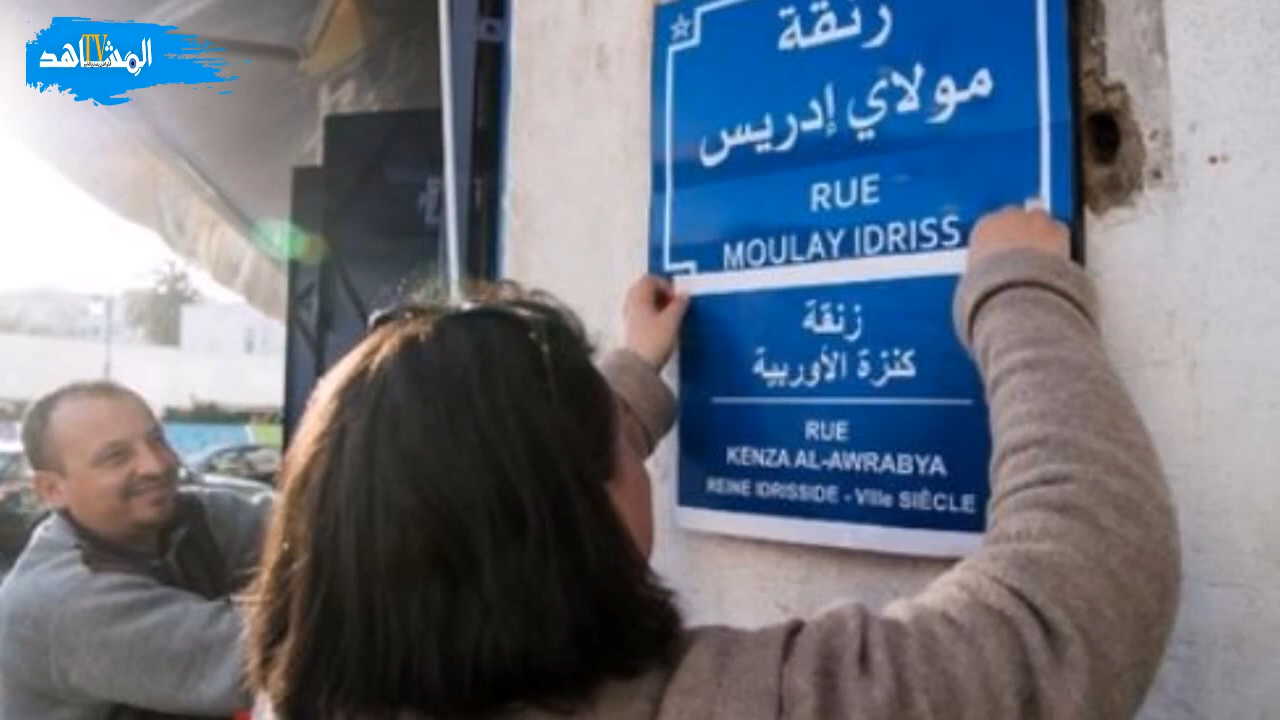 المشاهد
TV
زنقة
مولاي إدريس
RUE
MOULAY IDRISS
زنقة
كنزة الأوربية
RUE
KENZA AL-AWRABYA
REINE IDRISSIDE - VIIIe SIÈCLE